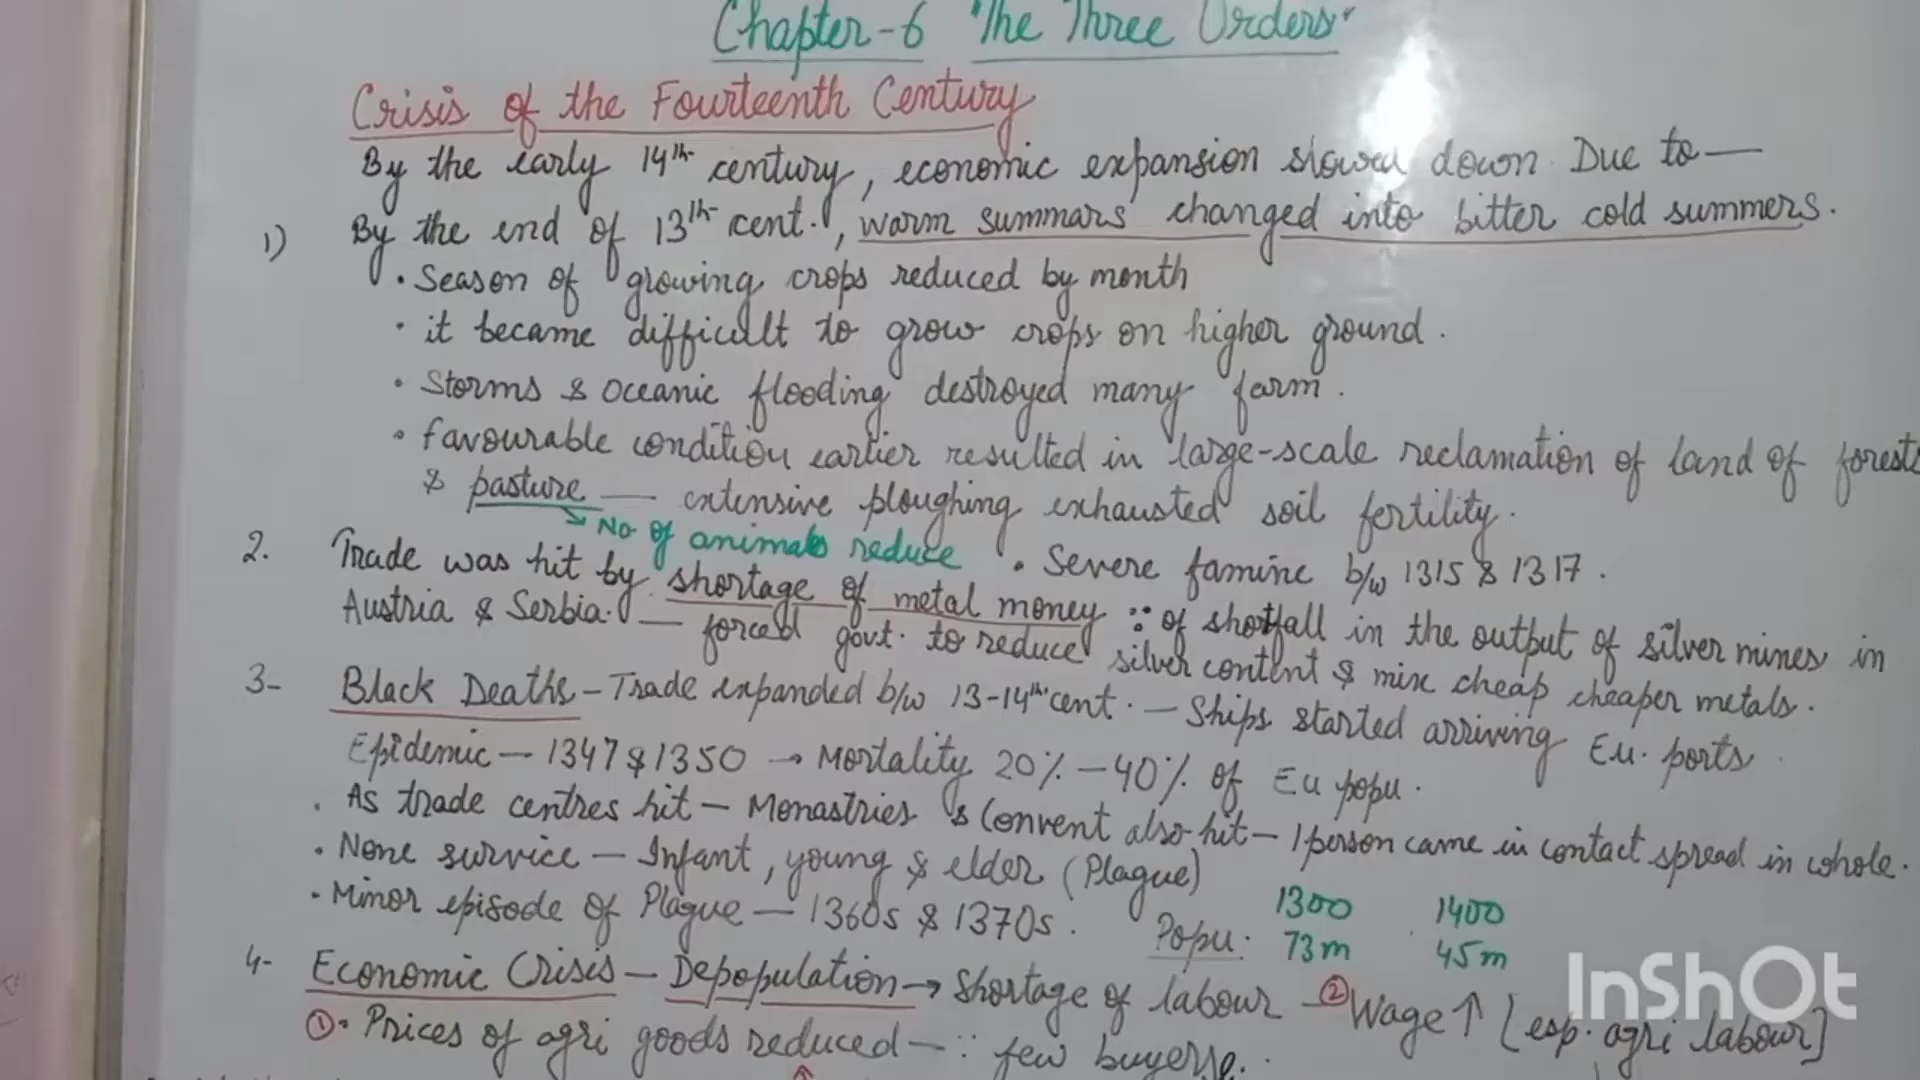 Chapter-6 "The Three Orders"
Crisis of the Fourteenth Century
By the early 14th century, economic expansion slowed down. Due to —
1) By the end of 13th cent., warm summars changed into bitter cold summers.
• Season of growing crops reduced by month
• it became difficult to grow crops on higher ground.
• Storms & Oceanic flooding destroyed many farm.
• favourable condition earlier resulted in large-scale reclamation of land of forests
& pasture — extensive ploughing exhausted soil fertility.
↘ No. of animals reduce • Severe famine b/w 1315 & 1317.
2. Trade was hit by shortage of metal money ∵ of shortfall in the output of silver mines in
Austria & Serbia. — forced govt. to reduce silver content & mix cheap cheaper metals.
3- Black Deaths - Trade expanded b/w 13-14th cent. — Ships started arriving Eu. ports.
Epidemic — 1347 & 1350 → Mortality 20% - 40% of Eu popu.
• As trade centres hit — Monastries & Convent also hit — 1 person came in contact spread in whole.
• None survice — Infant, young & elder (Plague)
• Minor episode of Plague — 1360s & 1370s.
Popu: 1300 1400
73m 45m
4- Economic Crisis — Depopulation → Shortage of labour — ② Wage ↑ [esp. agri labour]
① • Prices of agri goods reduced — ∵ few buyers.
InShOt